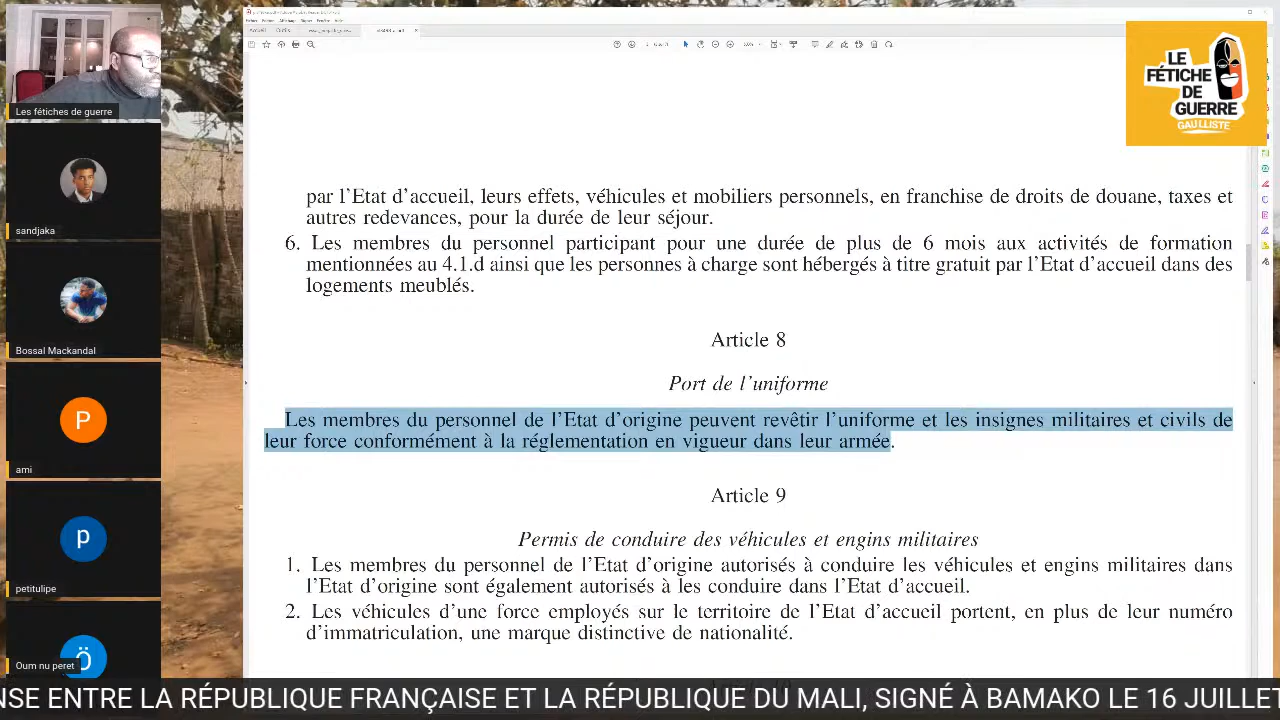 Les fétiches de guerre
sandjaka
Bossal Mackandal
ami
petitulipe
Oum nu peret
P
p
Ö
LE
FÉTICHE
DE
GUERRE
GAULLISTE
par l'Etat d'accueil, leurs effets, véhicules et mobiliers personnels, en franchise de droits de douane, taxes et
autres redevances, pour la durée de leur séjour.
6. Les membres du personnel participant pour une durée de plus de 6 mois aux activités de formation
mentionnées au 4.1.d ainsi que les personnes à charge sont hébergés à titre gratuit par l'Etat d'accueil dans des
logements meublés.
Article 8
Port de l'uniforme
Les membres du personnel de l'Etat d'origine peuvent revêtir l'uniforme et les insignes militaires et civils de
leur force conformément à la réglementation en vigueur dans leur armée.
Article 9
Permis de conduire des véhicules et engins militaires
1. Les membres du personnel de l'Etat d'origine autorisés à conduire les véhicules et engins militaires dans
l'Etat d'origine sont également autorisés à les conduire dans l'Etat d'accueil.
2. Les véhicules d'une force employés sur le territoire de l'Etat d'accueil portent, en plus de leur numéro
d'immatriculation, une marque distinctive de nationalité.
NSE ENTRE LA RÉPUBLIQUE FRANÇAISE ET LA RÉPUBLIQUE DU MALI, SIGNÉ À BAMAKO LE 16 JUILLET